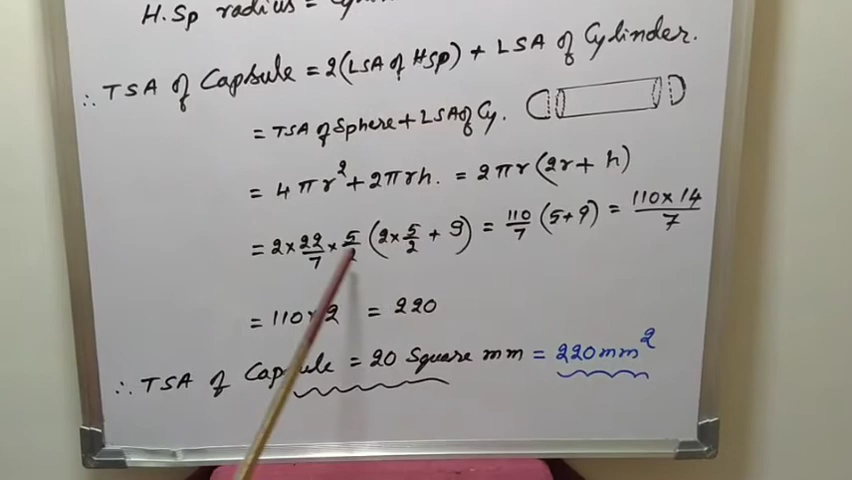 H.Sp radius =
∴ TSA of Capsule = 2(LSA of HSp) + LSA of Cylinder.
= TSA of Sphere + LSA of Cy.
= 4πr² + 2πrh. = 2πr(2r + h)
= 2 × 22/7 × 5/2 (2 × 5/2 + 9) = 110/7 (5+9) = 110 × 14/7
= 110 × 2 = 220
∴ TSA of Capsule = 20 Square mm = 220mm²